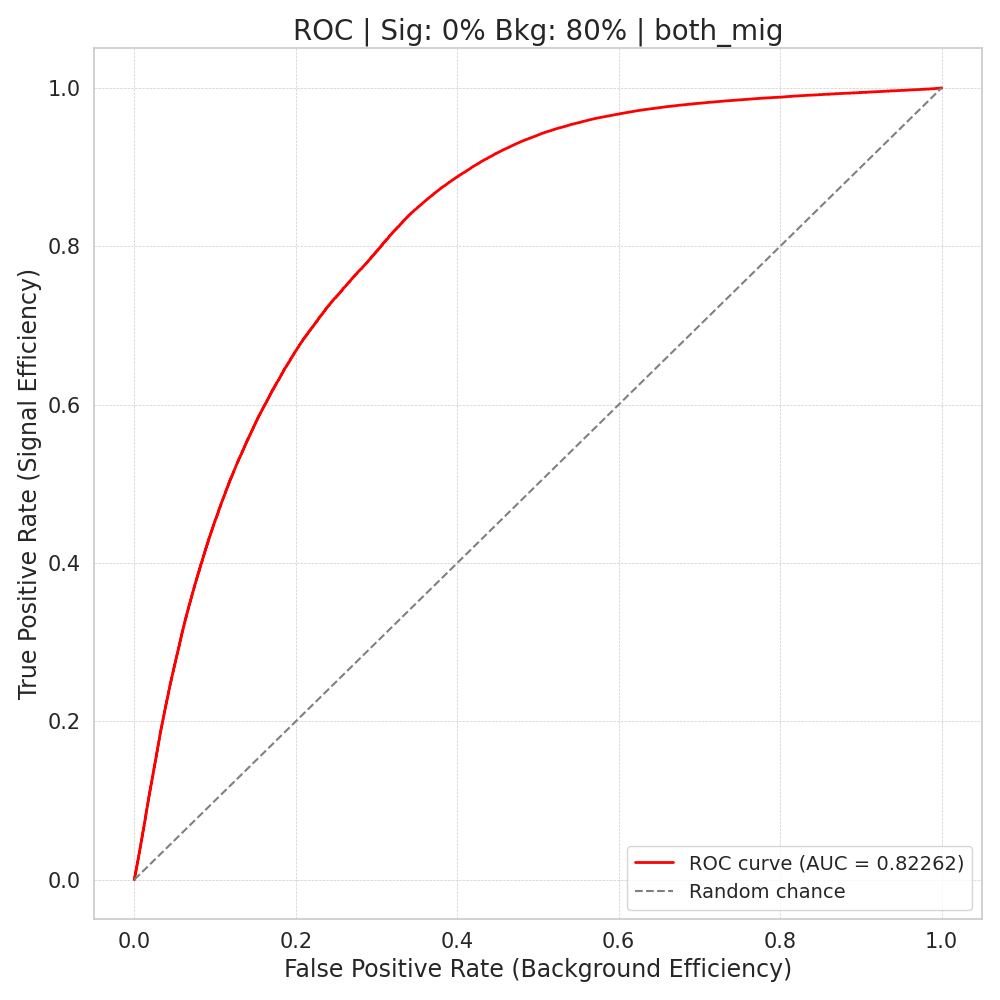 ROC | Sig: 0% Bkg: 80% | both_mig
True Positive Rate (Signal Efficiency)
1.0
0.8
0.6
0.4
0.2
0.0
ROC curve (AUC = 0.82262)
Random chance
0.0 0.2 0.4 0.6 0.8 1.0
False Positive Rate (Background Efficiency)